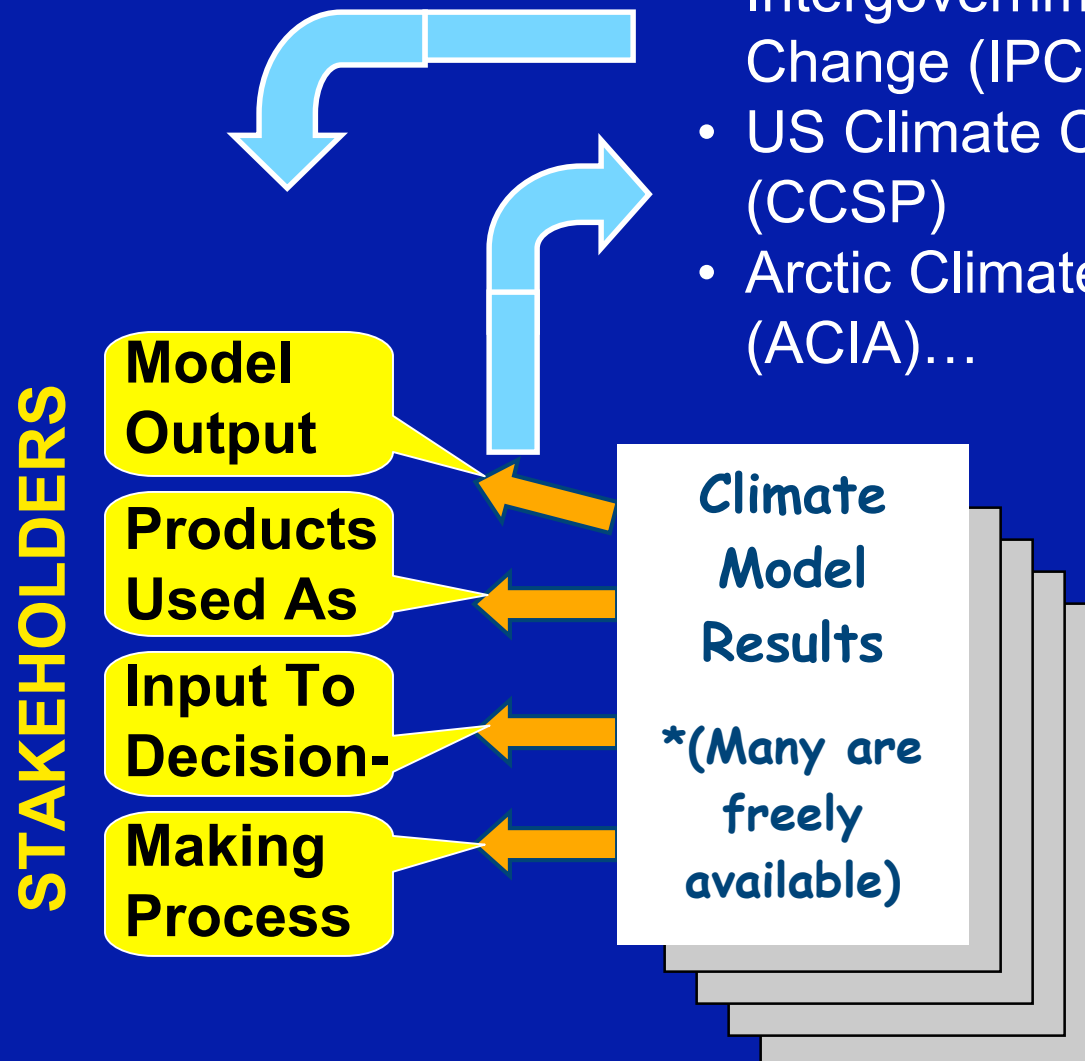 Change (IPC
• US Climate C
(CCSP)
• Arctic Climate
(ACIA)…
STAKEHOLDERS
Model
Output
Products
Used As
Input To
Decision-
Making
Process
Climate
Model
Results
*(Many are
freely
available)